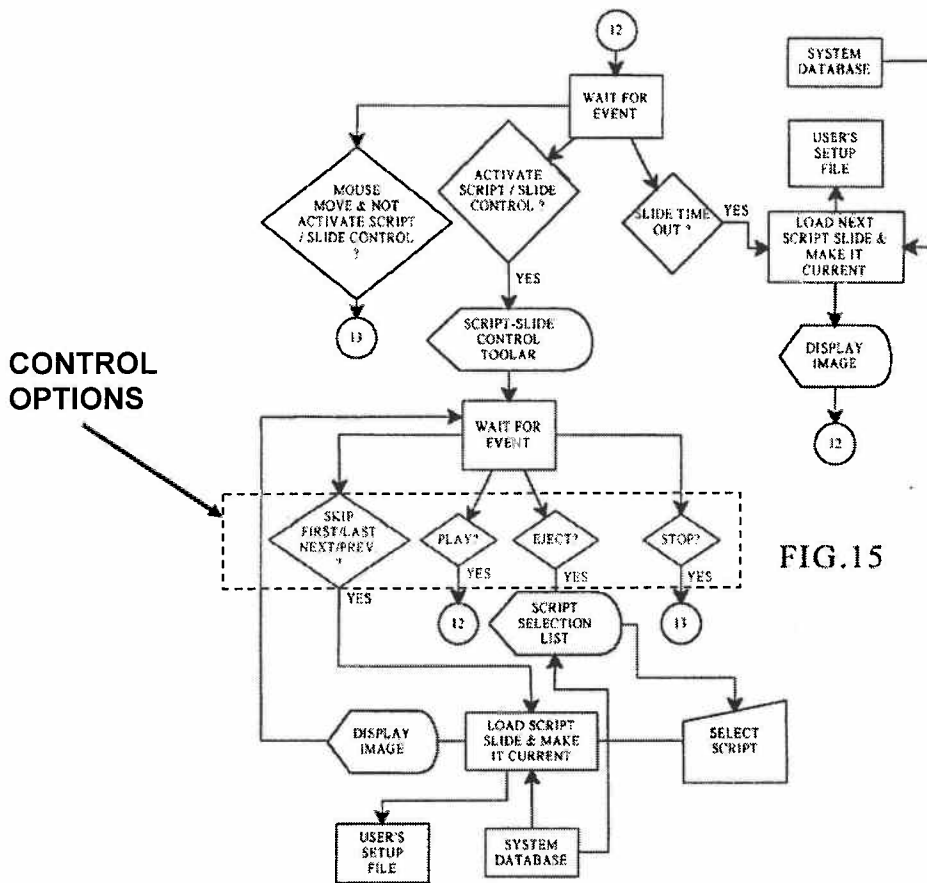 12
SYSTEM
DATABASE
WAIT FOR
EVENT
USER'S
SETUP
FILE
MOUSE
MOVE & NOT
ACTIVATE SCRIPT
/ SLIDE CONTROL
?
ACTIVATE
SCRIPT / SLIDE
CONTROL ?
SLIDE TIME
OUT ?
YES
LOAD NEXT
SCRIPT SLIDE &
MAKE IT
CURRENT
YES
13
SCRIPT-SLIDE
CONTROL
TOOLAR
DISPLAY
IMAGE
12
CONTROL
OPTIONS
WAIT FOR
EVENT
SKIP
FIRST/LAST
NEXT/PREV
?
PLAY?
EJECT?
STOP?
FIG.15
YES
YES
YES
YES
12
SCRIPT
SELECTION
LIST
13
DISPLAY
IMAGE
LOAD SCRIPT
SLIDE & MAKE
IT CURRENT
SELECT
SCRIPT
USER'S
SETUP
FILE
SYSTEM
DATABASE